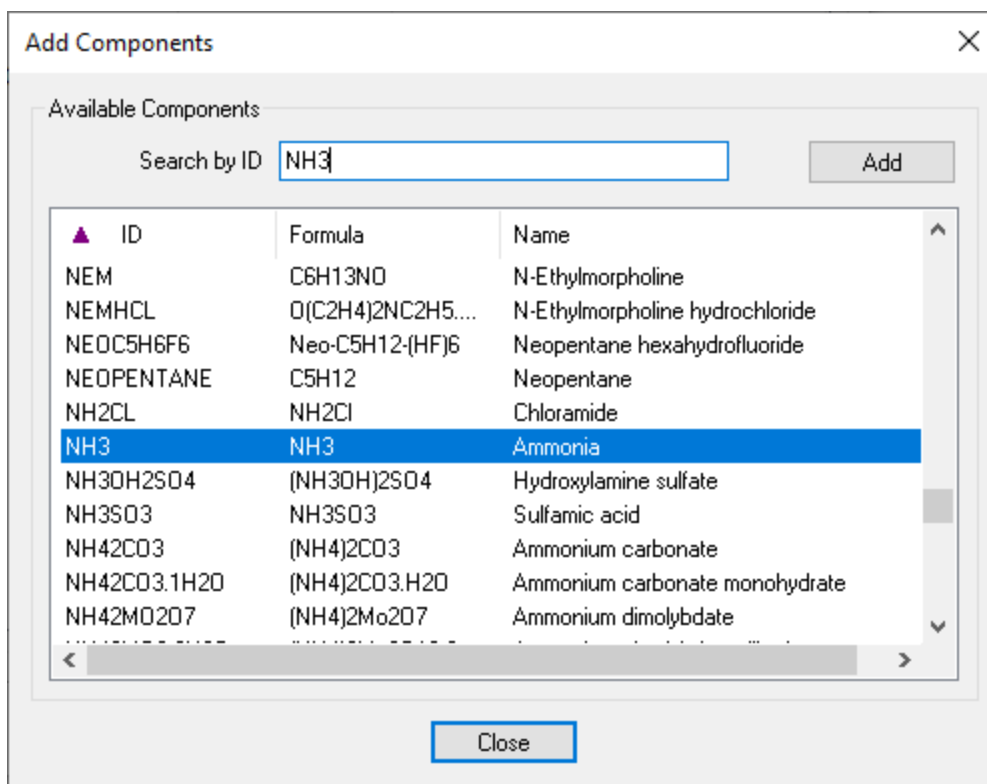 Add Components
Available Components
Search by ID NH3 Add
ID Formula Name
NEM C6H13NO N-Ethylmorpholine
NEMHCL O(C2H4)2NC2H5.... N-Ethylmorpholine hydrochloride
NEOC5H6F6 Neo-C5H12-(HF)6 Neopentane hexahydrofluoride
NEOPENTANE C5H12 Neopentane
NH2CL NH2Cl Chloramide
NH3 NH3 Ammonia
NH3OH2SO4 (NH3OH)2SO4 Hydroxylamine sulfate
NH3SO3 NH3SO3 Sulfamic acid
NH42CO3 (NH4)2CO3 Ammonium carbonate
NH42CO3.1H2O (NH4)2CO3.H2O Ammonium carbonate monohydrate
NH42MO2O7 (NH4)2Mo2O7 Ammonium dimolybdate
Close